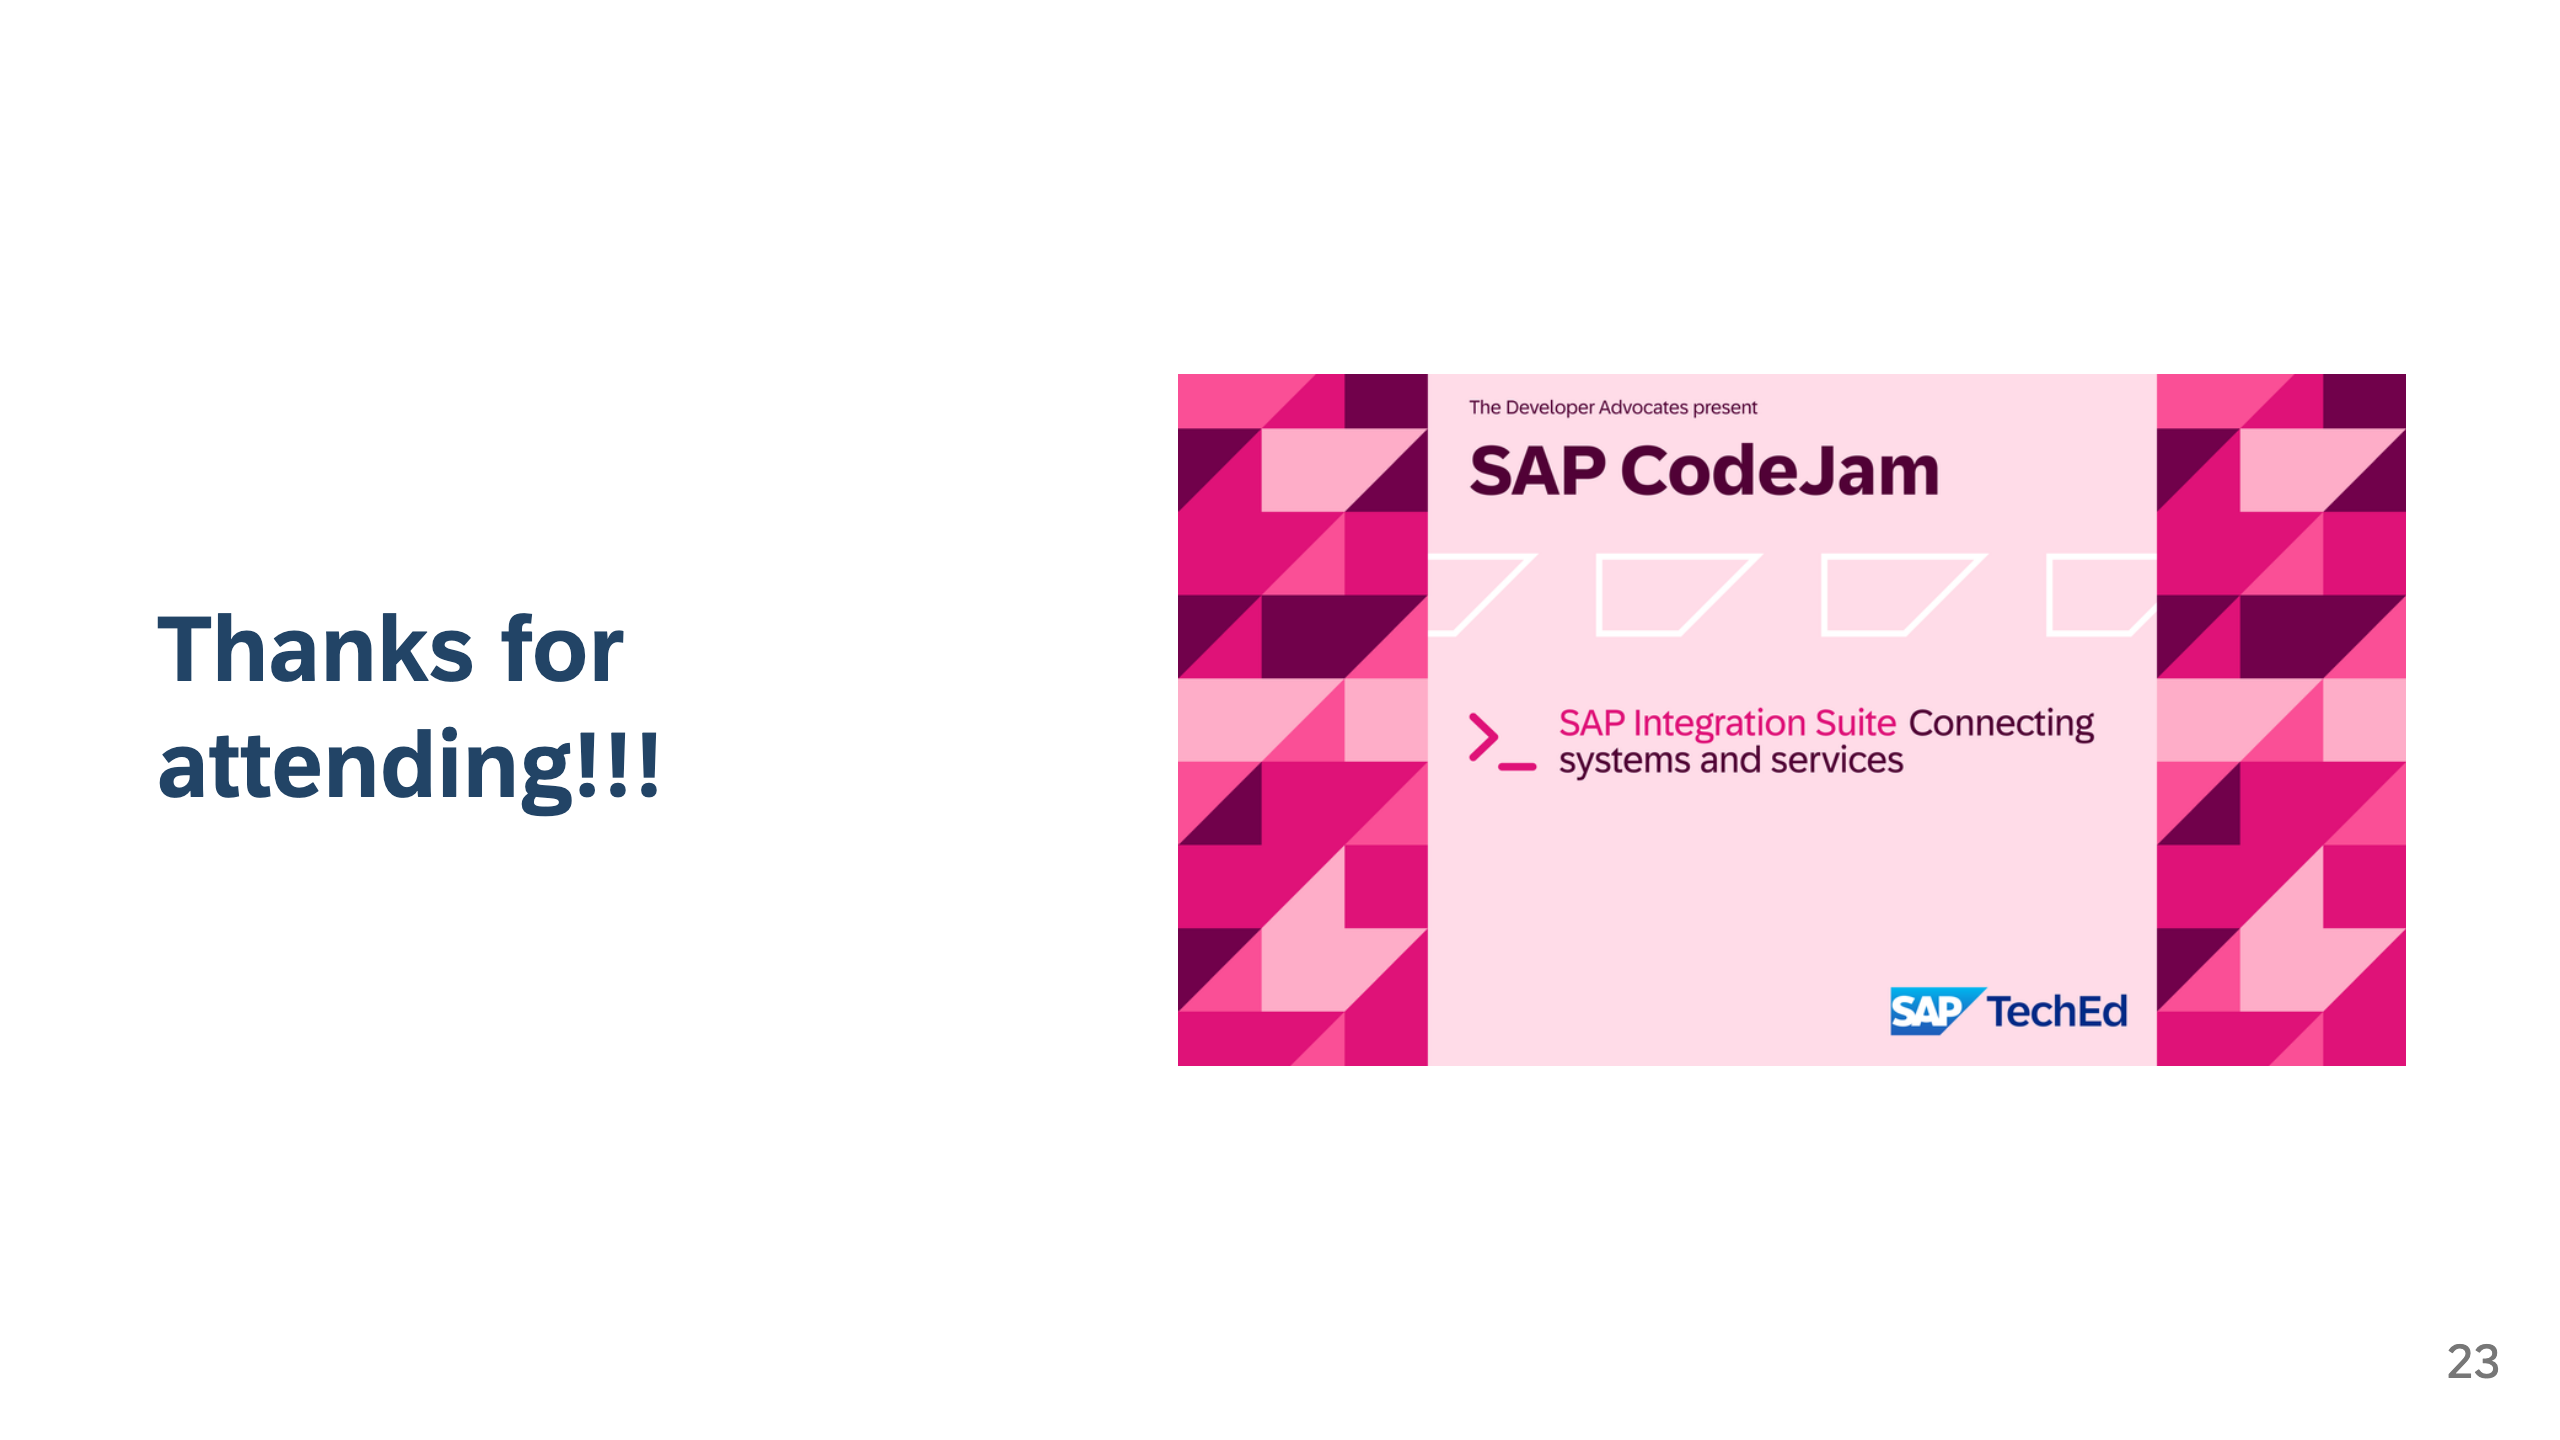 Thanks for
attending!!!
The Developer Advocates present
SAP CodeJam
>_ SAP Integration Suite Connecting
systems and services
SAP TechEd
23